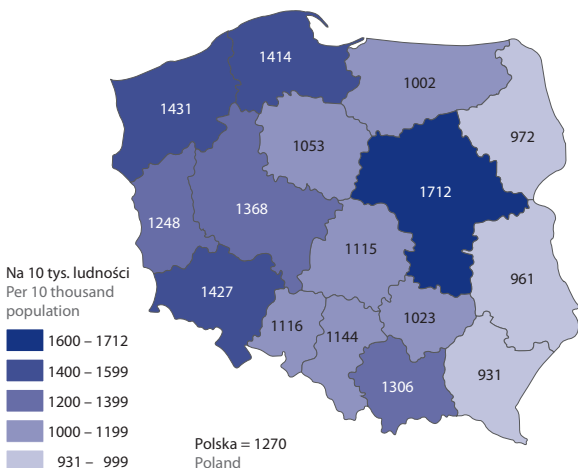 1414
1002
1431
1053
972
1712
1368
1248
1115
961
1427
1023
1116
1144
931
1306
Na 10 tys. ludności
Per 10 thousand
population
1600 – 1712
1400 – 1599
1200 – 1399
1000 – 1199
931 – 999
Polska = 1270
Poland